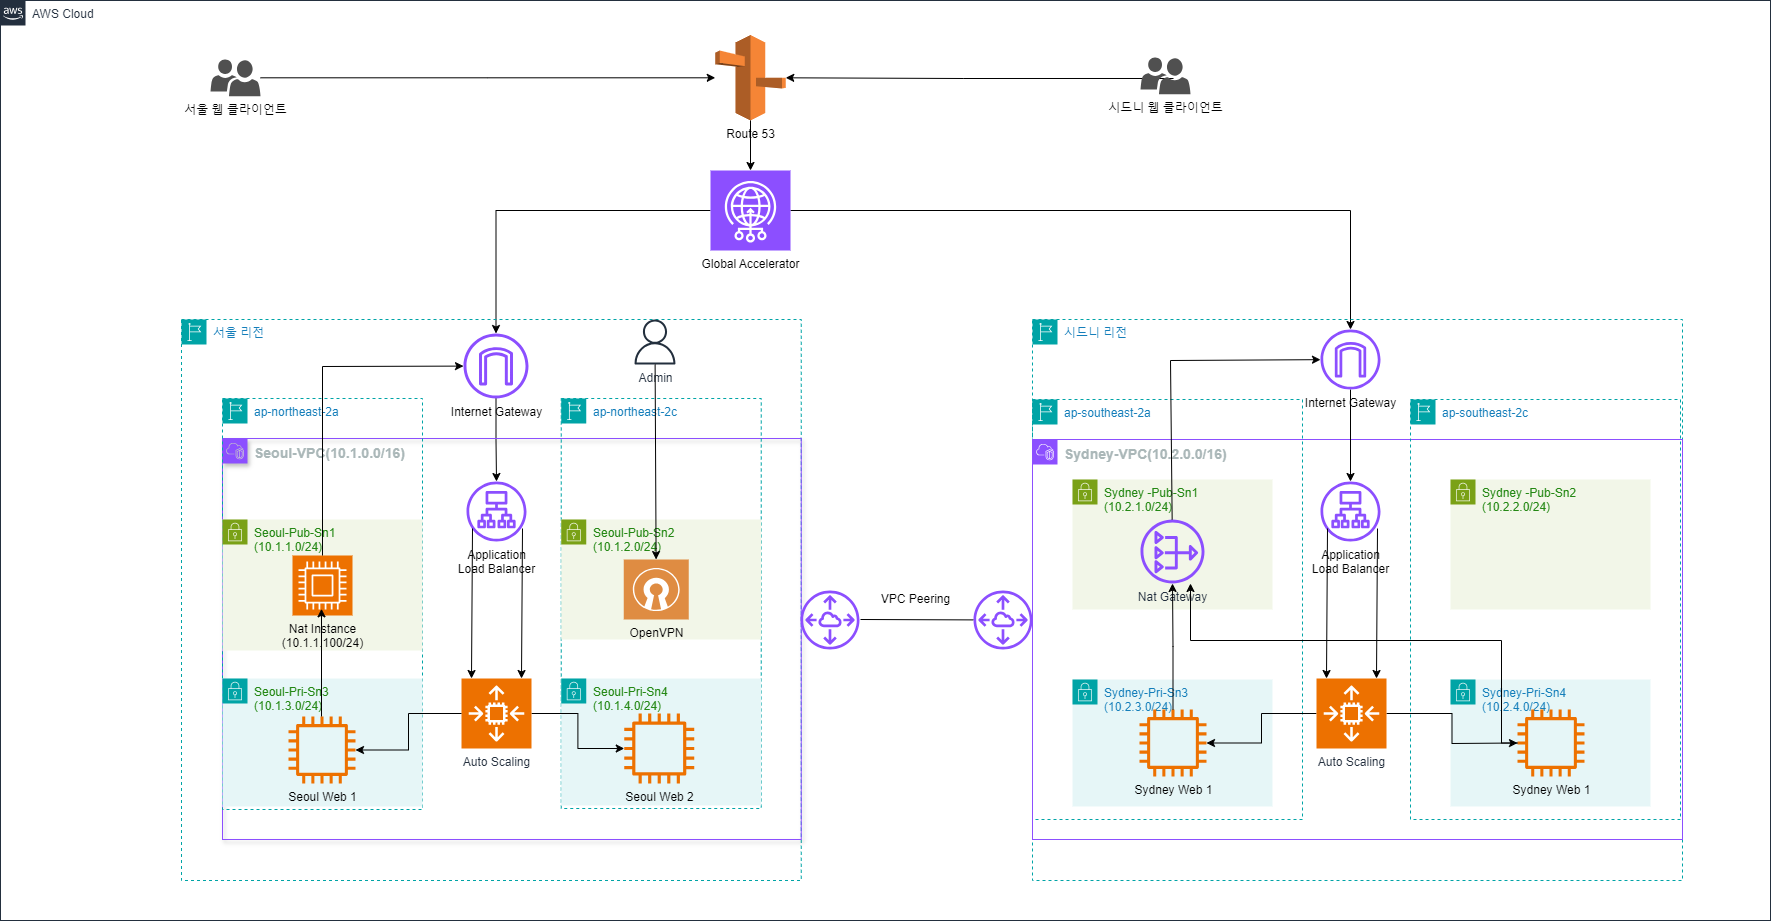 aws
AWS Cloud
서울 웹 클라이언트
시드니 웹 클라이언트
Route 53
Global Accelerator
서울 리전
Admin
Internet Gateway
ap-northeast-2a
ap-northeast-2c
Seoul-VPC(10.1.0.0/16)
Seoul-Pub-Sn1
(10.1.1.0/24)
Nat Instance
(10.1.1.100/24)
Application
Load Balancer
Seoul-Pub-Sn2
(10.1.2.0/24)
OpenVPN
Seoul-Pri-Sn3
(10.1.3.0/24)
Seoul Web 1
Auto Scaling
Seoul-Pri-Sn4
(10.1.4.0/24)
Seoul Web 2
VPC Peering
시드니 리전
Internet Gateway
ap-southeast-2a
ap-southeast-2c
Sydney-VPC(10.2.0.0/16)
Sydney -Pub-Sn1
(10.2.1.0/24)
Nat Gateway
Application
Load Balancer
Sydney -Pub-Sn2
(10.2.2.0/24)
Sydney-Pri-Sn3
(10.2.3.0/24)
Sydney Web 1
Auto Scaling
Sydney-Pri-Sn4
(10.2.4.0/24)
Sydney Web 1